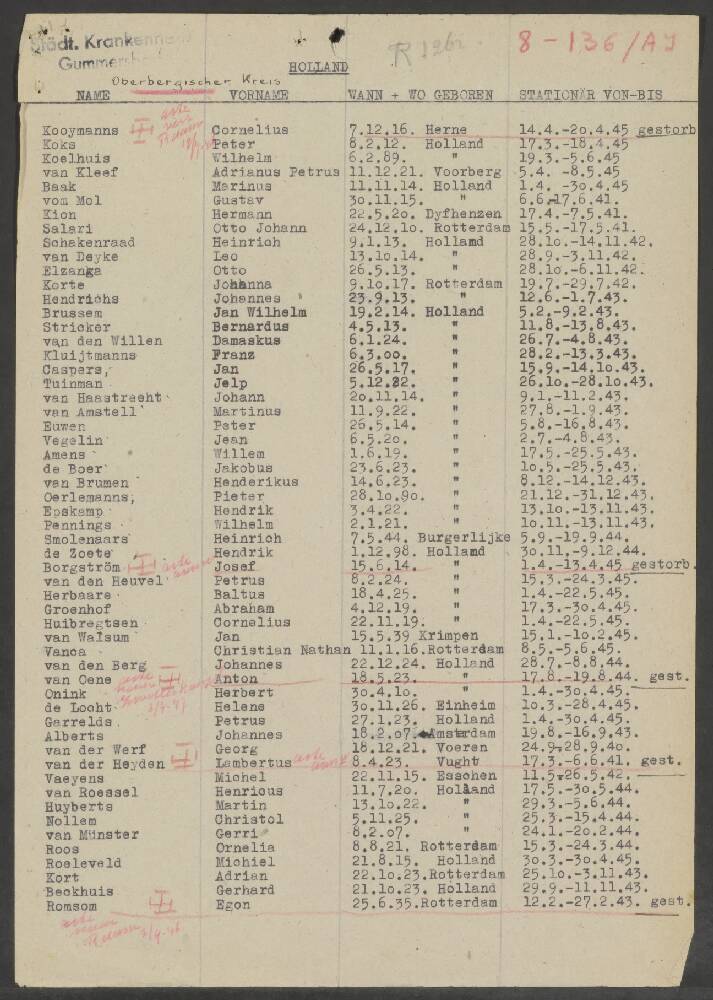 Städt. Krankenh
Gummersb
8-136/AJ
HOLLAND
Oberbergischer Kreis
NAME VORNAME WANN + WO GEBOREN STATIONÄR VON-BIS
Kooymanns Cornelius 7.12.16. Herne 14.4.-20.4.45 gestorb
Koks Peter 8.2.12. Holland 17.3.-18.4.45
Koelhuis Wilhelm 6.2.89. " 19.3.-5.6.45
van Kleef Adrianus Petrus 11.12.21. Voorberg 5.4. -8.5.45
Baak Marinus 11.11.14. Holland 1.4. -30.4.45
vom Mol Gustav 30.11.15. " 6.6.-17.6.41.
Kion Hermann 22.5.20. Dyfhenzen 17.4.-7.5.41.
Salari Otto Johann 24.12.10. Rotterdam 15.5.-17.5.41.
Schakenraad Heinrich 9.1.13. Holland 28.10.-14.11.42.
van Deyke Leo 13.10.14. " 28.9.-3.11.42.
Elzanga Otto 26.5.13. " 28.10.-6.11.42.
Korte Johanna 9.10.17. Rotterdam 19.7.-29.7.42.
Hendrichs Johennes 23.9.13. " 12.6.-1.7.43.
Brussem Jan Wilhelm 19.2.14. Holland 5.2.-9.2.43.
Stricker Bernardus 4.5.13. " 11.8.-13.8.43.
van den Willen Damaskus 6.1.24. " 26.7.-4.8.43.
Kluijtmanns Franz 6.3.00. " 28.2.-13.3.43.
Caspers, Jan 26.5.17. " 15.9.-14.10.43.
Tuinman Jelp 5.12.82. " 26.10.-28.10.43.
van Haastrecht Johann 20.11.14. " 9.1.-11.2.43.
van Amstell Martinus 11.9.22. " 27.8.-1.9.43.
Euwen Peter 26.5.14. " 5.8.-16.8.43.
Vegelin Jean 6.5.20. " 2.7.-4.8.43.
Amens Willem 1.6.19. " 17.5.-25.5.43.
de Boer Jakobus 23.6.23. " 10.5.-25.5.43.
van Brumen Henderikus 14.6.23. " 8.12.-14.12.43.
Oerlemanns, Pieter 28.10.90. " 21.12.-31.12.43.
Epskamp Hendrik 3.4.22. " 13.10.-13.11.43.
Pennings Wilhelm 2.1.21. " 10.11.-13.11.43.
Smolenaars Heinrich 7.5.44. Burgerlijke 5.9.-19.9.44.
de Zoete Hendrik 1.12.98. Holland 30.11.-9.12.44.
Borgström Josef 15.6.14. " 1.4.-13.4.45 gestorb.
van den Heuvel Petrus 8.2.24. " 15.3.-24.3.45.
Herbaare Baltus 18.4.25. " 1.4.-22.5.45.
Groenhof Abraham 4.12.19. " 17.3.-30.4.45.
Huibregtsen Cornelius 22.11.19. " 1.4.-22.5.45.
van Walsum Jan 15.5.39 Krimpen 15.1.-10.2.45.
Vanca Christian Nathan 11.1.16.Rotterdam 8.5.-5.6.45.
van den Berg Johannes 22.12.24. Holland 28.7.-8.8.44.
van Oene Anton 18.5.23. " 17.8.-19.8.44. gest.
Onink Herbert 30.4.10. " 1.4.-30.4.45.
de Locht Helene 30.11.26. Einheim 10.3.-28.4.45.
Garrelds Petrus 27.1.23. Holland 1.4.-30.4.45.
Alberts Johannes 18.2.07. Amsterdam 19.8.-16.9.43.
van der Werf Georg 18.12.21. Voeren 24.9.-28.9.40.
van der Heyden Lambertus 8.4.23. Vught 17.3.-6.6.41. gest.
Vaeyens Michel 22.11.15. Esschen 11.5.-26.5.42.
van Roessel Henricus 11.7.20. Holland 17.5.-30.5.44.
Huyberts Martin 13.10.22. " 29.3.-5.6.44.
Nollem Christol 5.11.25. " 25.3.-15.4.44.
van Münster Gerri 8.2.07. " 24.1.-20.2.44.
Roos Ornelia 8.8.21. Rotterdam 15.3.-24.3.44.
Roeleveld Michiel 21.8.15. Holland 30.3.-30.4.45.
Kort Adrian 22.10.23.Rotterdam 25.10.-3.11.43.
Beckhuis Gerhard 21.10.23. Holland 29.9.-11.11.43.
Romsom Egon 25.6.35.Rotterdam 12.2.-27.2.43. gest.